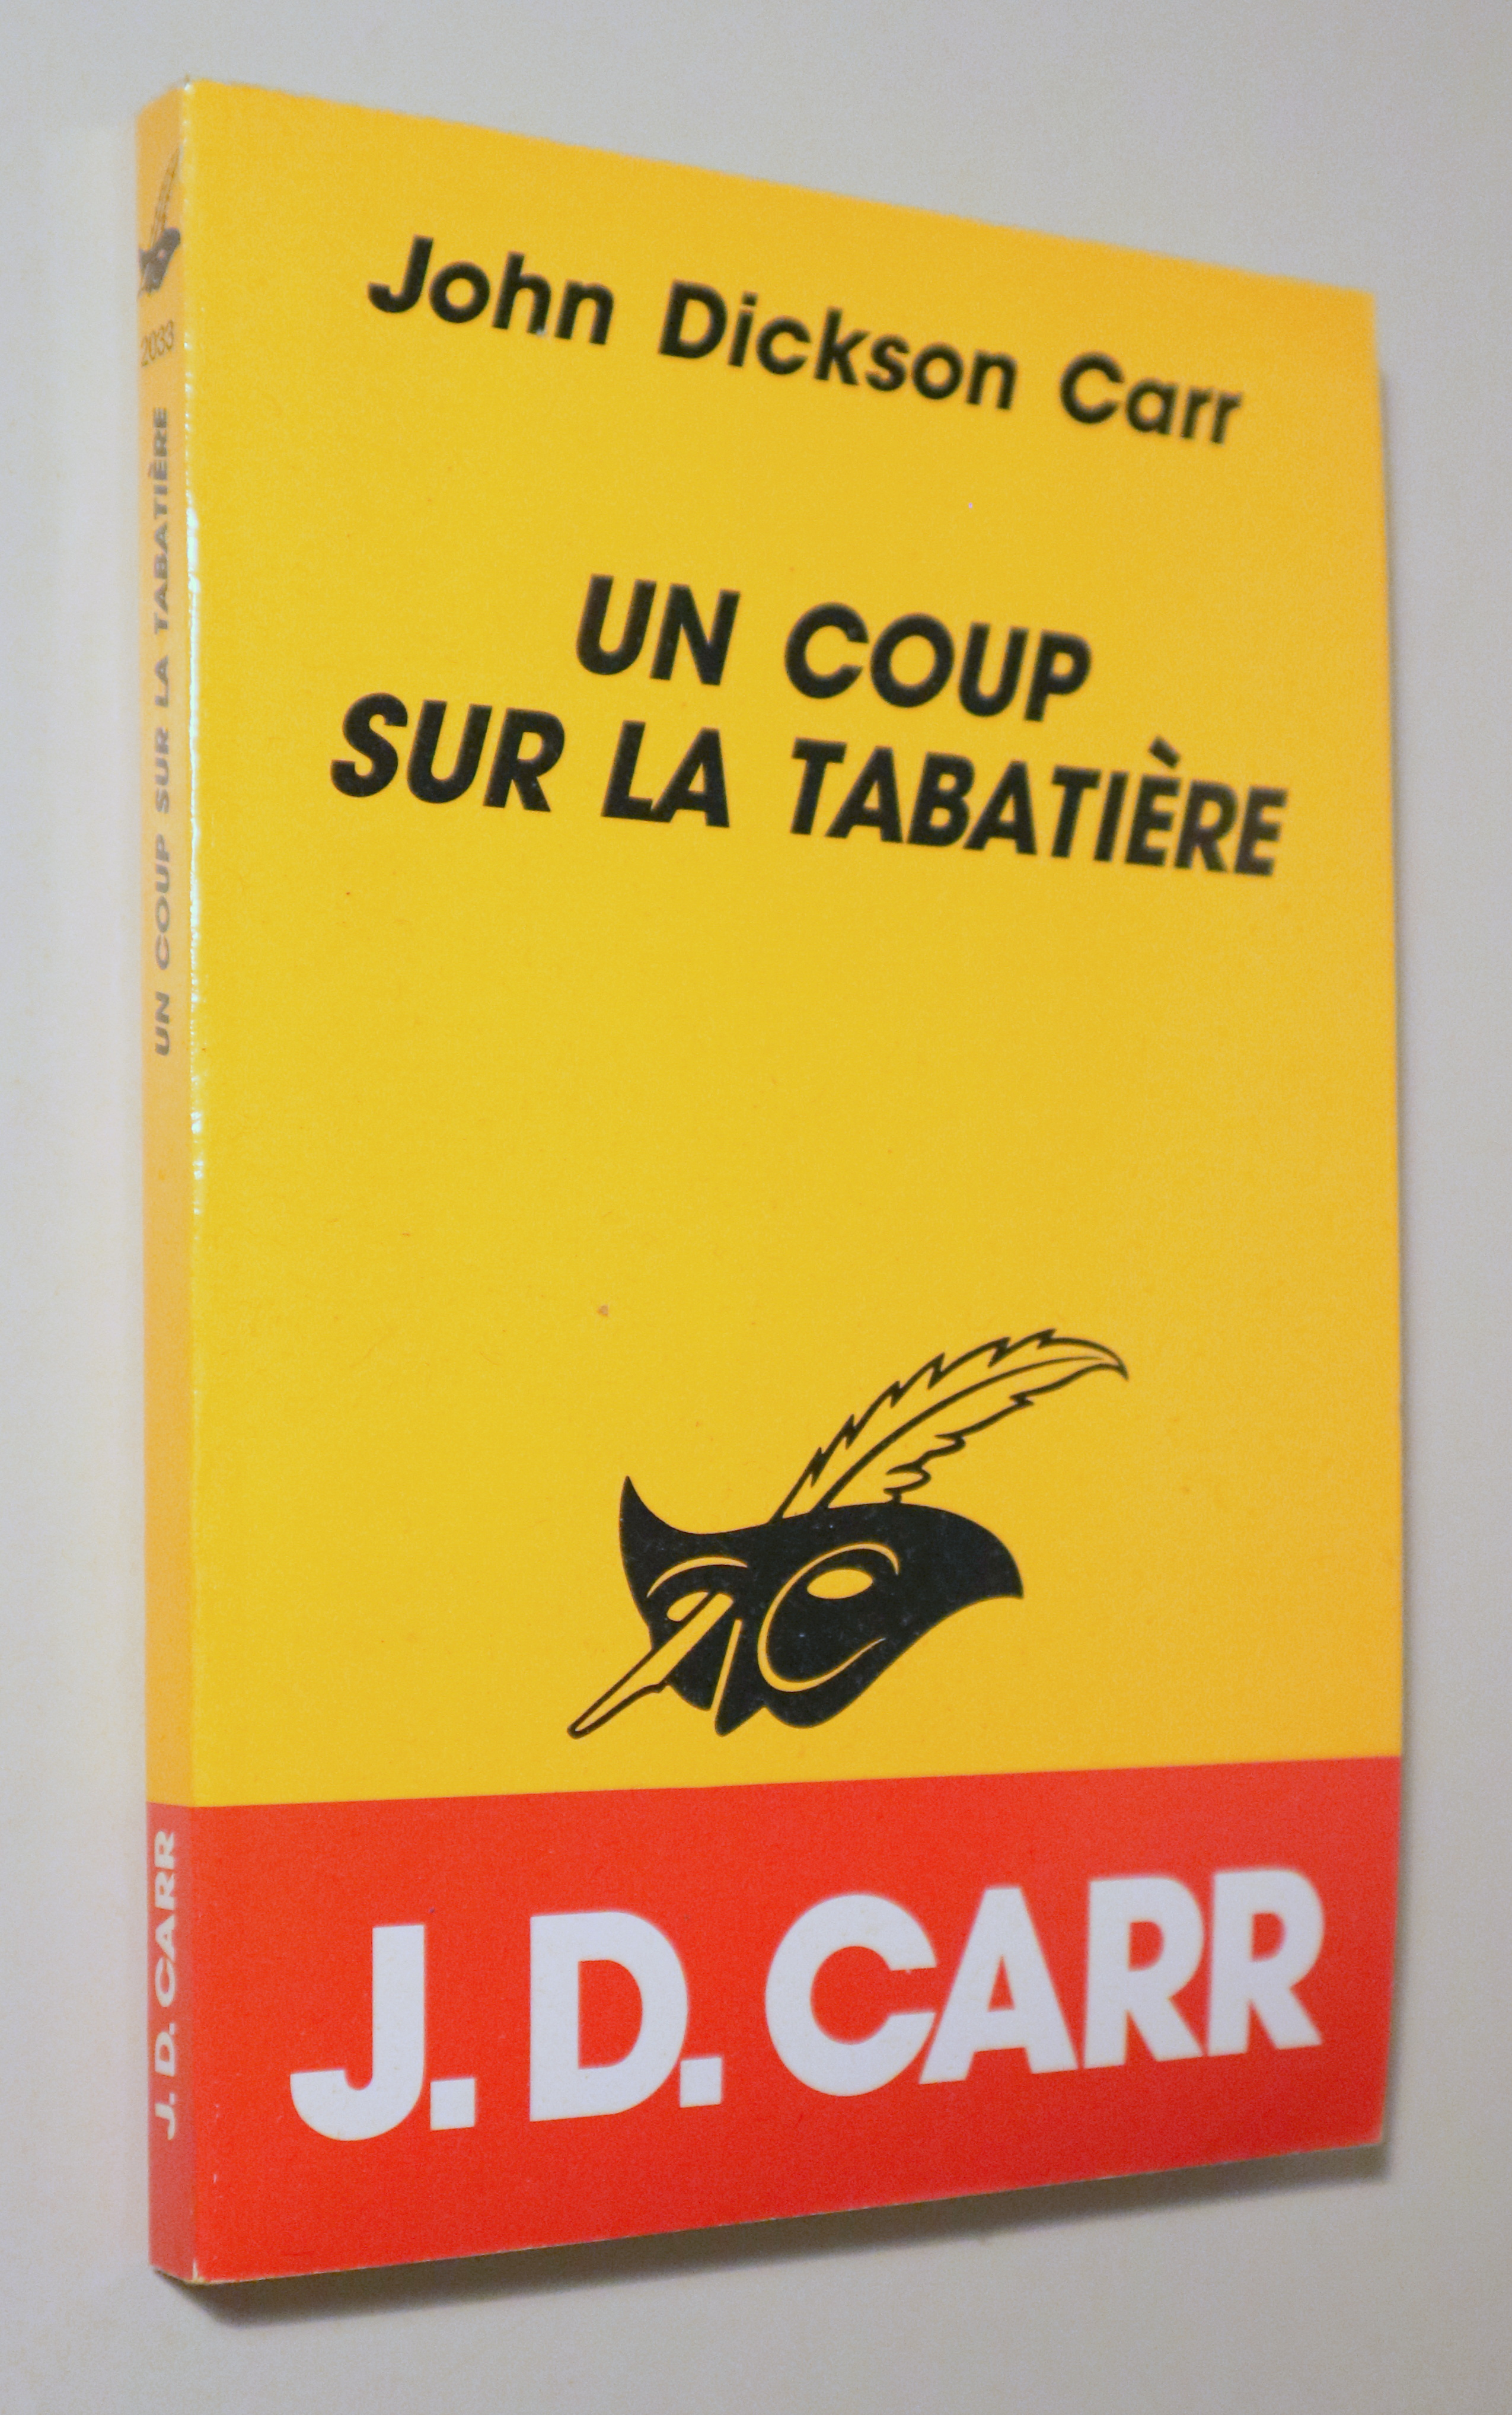 John Dickson Carr
UN COUP
SUR LA TABATIÈRE
J. D. CARR
2033
UN COUP SUR LA TABATIÈRE
J. D. CARR